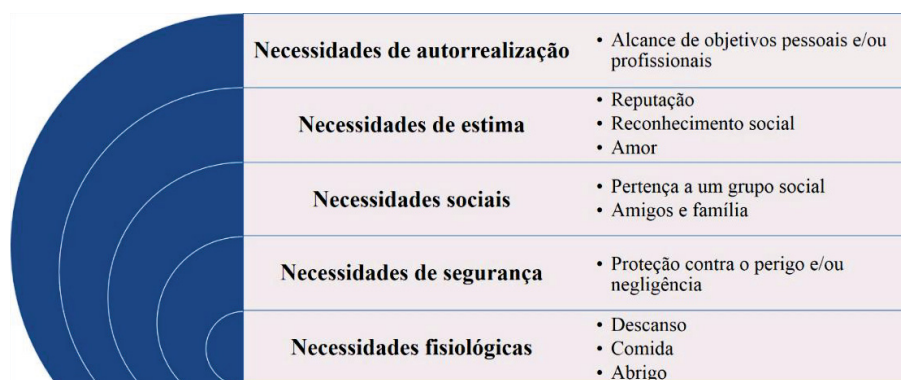 Necessidades de autorrealização
• Alcance de objetivos pessoais e/ou
profissionais
Necessidades de estima
• Reputação
• Reconhecimento social
• Amor
Necessidades sociais
• Pertença a um grupo social
• Amigos e família
Necessidades de segurança
• Proteção contra o perigo e/ou
negligência
Necessidades fisiológicas
• Descanso
• Comida
• Abrigo